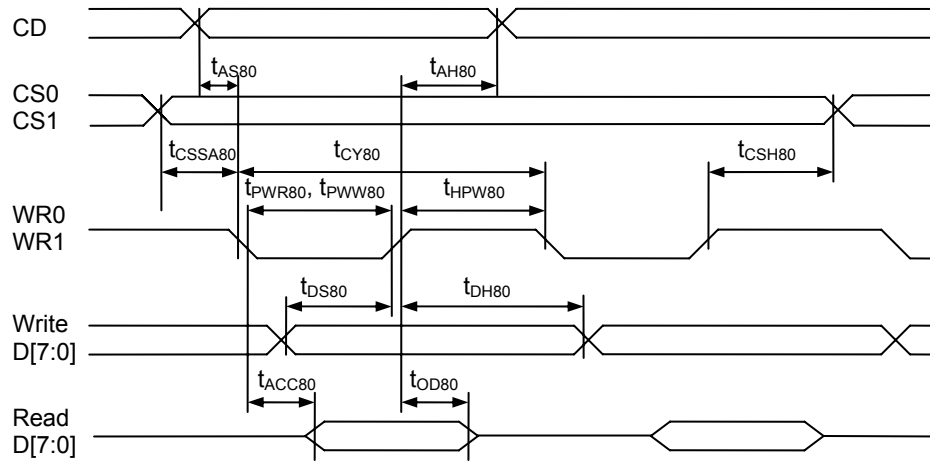 CD
tAS80 tAH80
CS0
CS1
tCSSA80 tCY80 tCSH80
tPWR80, tPWW80 tHPW80
WR0
WR1
tDS80 tDH80
Write
D[7:0]
tACC80 tOD80
Read
D[7:0]